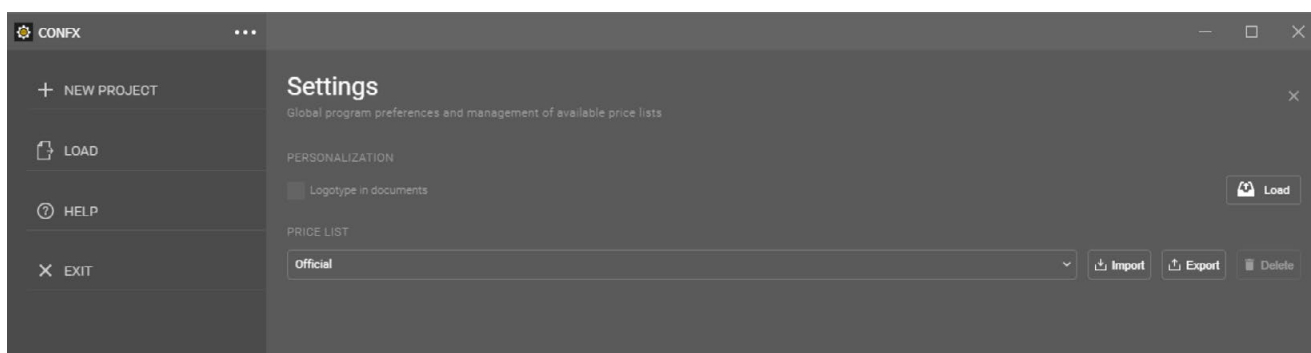 CONFX
NEW PROJECT
LOAD
HELP
EXIT
Settings
Global program preferences and management of available price lists
PERSONALIZATION
Logotype in documents
Load
PRICE LIST
Official
Import
Export
Delete